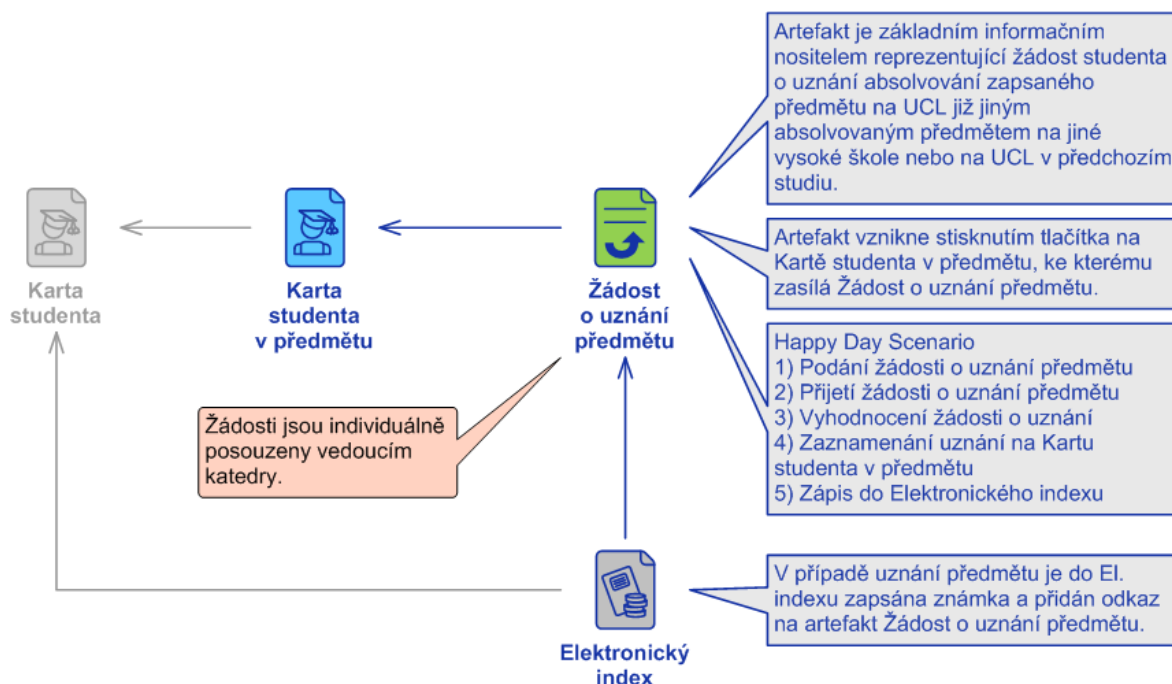 Artefakt je základním informačním
nositelem reprezentující žádost studenta
o uznání absolvování zapsaného
předmětu na UCL již jiným
absolvovaným předmětem na jiné
vysoké škole nebo na UCL v předchozím
studiu.
Karta
studenta
Karta
studenta
v předmětu
Žádost
o uznání
předmětu
Artefakt vznikne stisknutím tlačítka na
Kartě studenta v předmětu, ke kterému
zasílá Žádost o uznání předmětu.
Happy Day Scenario
1) Podání žádosti o uznání předmětu
2) Přijetí žádosti o uznání předmětu
3) Vyhodnocení žádosti o uznání
4) Zaznamenání uznání na Kartu
studenta v předmětu
5) Zápis do Elektronického indexu
Žádosti jsou individuálně
posouzeny vedoucím
katedry.
Elektronický
index
V případě uznání předmětu je do El.
indexu zapsána známka a přidán odkaz
na artefakt Žádost o uznání předmětu.